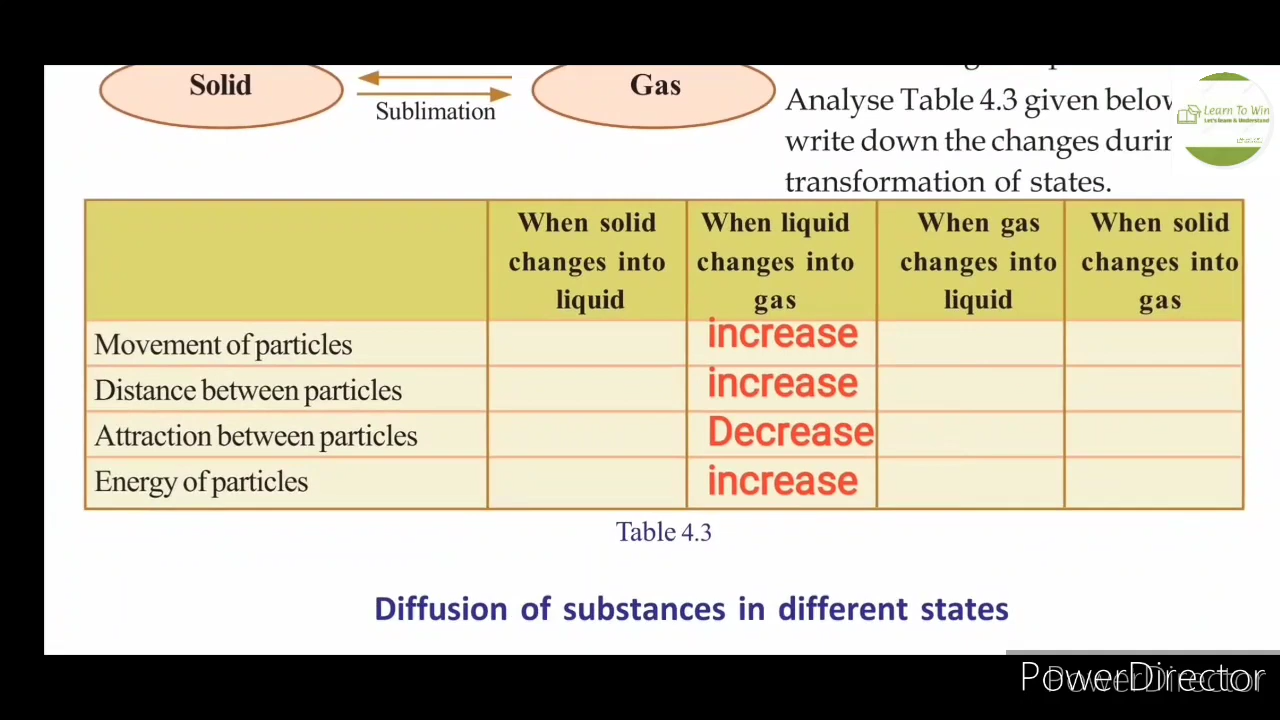 Solid
Gas
Sublimation
Analyse Table 4.3 given below
write down the changes durin
transformation of states.
Learn To Win
Let's learn & Understand
When solid changes into liquid
When liquid changes into gas
When gas changes into liquid
When solid changes into gas
Movement of particles
increase
Distance between particles
increase
Attraction between particles
Decrease
Energy of particles
increase
Table 4.3
Diffusion of substances in different states
PowerDirector